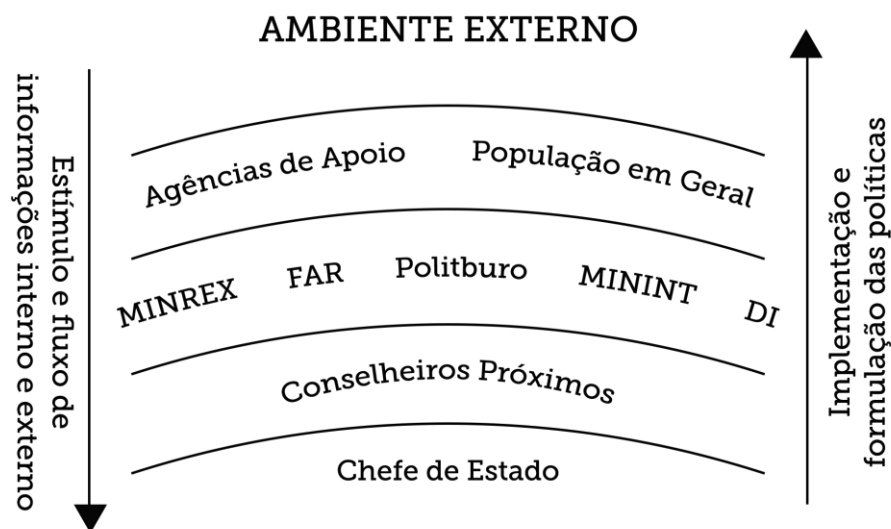 AMBIENTE EXTERNO
Estímulo e fluxo de
informações interno e externo
Agências de Apoio
População em Geral
MINREX
FAR
Politburo
MININT
DI
Conselheiros Próximos
Chefe de Estado
Implementação e
formulação das políticas